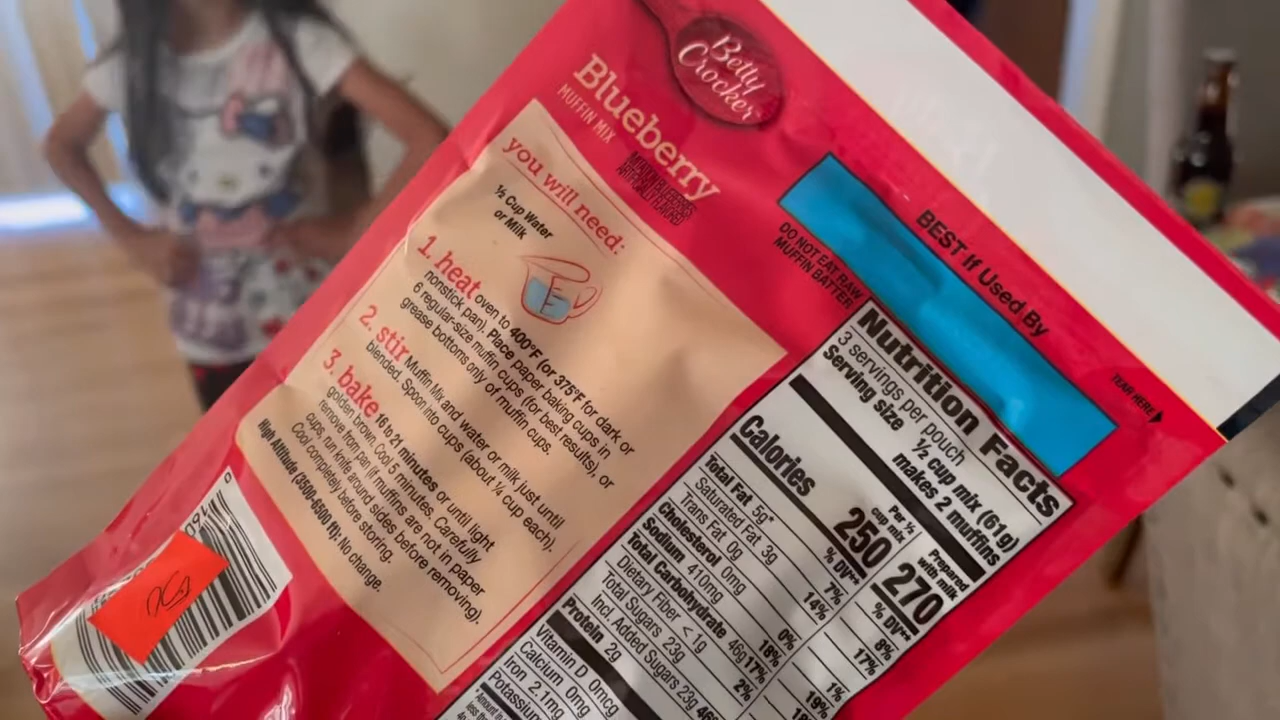 Betty
Crocker
Blueberry
MUFFIN MIX
you will need:
½ Cup Water
or Milk
1. heat oven to 400°F (or 375°F for dark or
nonstick pan). Place paper baking cups in
6 regular-size muffin cups (for best results), or
grease bottoms only of muffin cups.
2. stir Muffin Mix and water or milk just until
blended. Spoon into cups (about ¼ cup each).
3. bake 16 to 21 minutes or until light
golden brown. Cool 5 minutes. Carefully
remove from pan (if muffins are not in paper
cups, run knife around sides before removing).
Cool completely before storing.
High Altitude (3500-6500 ft): No change.
DO NOT EAT RAW
MUFFIN BATTER
BEST If Used By
TEAR HERE
Nutrition Facts
3 servings per pouch
Serving size ½ cup mix (61g)
makes 2 muffins
Per ½
cup mix
Prepared
with milk
Calories 250 270
% DV** % DV**
Total Fat 5g* 7% 8%
Saturated Fat 3g 14% 17%
Trans Fat 0g
Cholesterol 0mg 0% 1%
Sodium 410mg 18% 19%
Total Carbohydrate 46g 17%
Dietary Fiber <1g 2%
Total Sugars 23g
Incl. Added Sugars 23g
Protein 2g
Vitamin D 0mcg
Calcium 0mg
Iron 2.1mg
Potassium